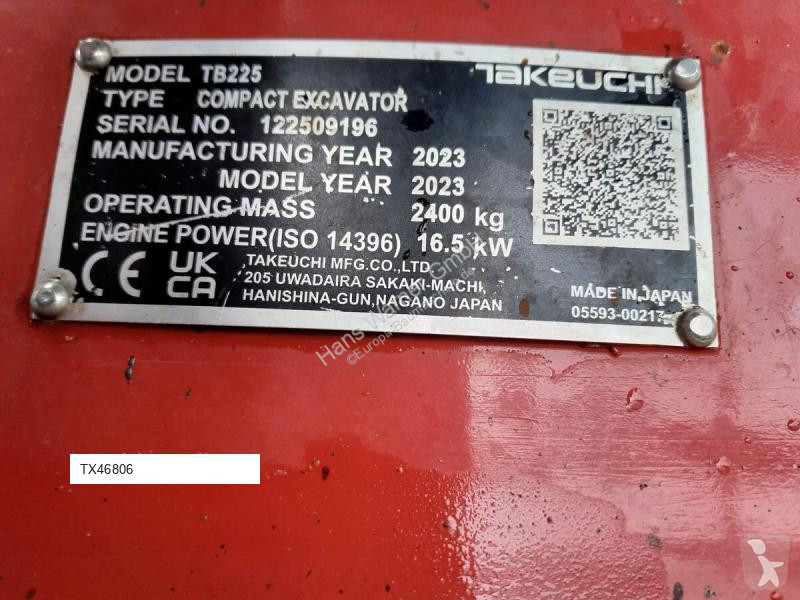 TAKEUCHI
MODEL TB225
TYPE COMPACT EXCAVATOR
SERIAL NO. 122509196
MANUFACTURING YEAR 2023
MODEL YEAR 2023
OPERATING MASS 2400 kg
ENGINE POWER(ISO 14396) 16.5 kW
CE UK CA
TAKEUCHI MFG.CO.,LTD.
205 UWADAIRA SAKAKI-MACHI,
HANISHINA-GUN,NAGANO JAPAN
MADE IN JAPAN
05593-00217
TX46806